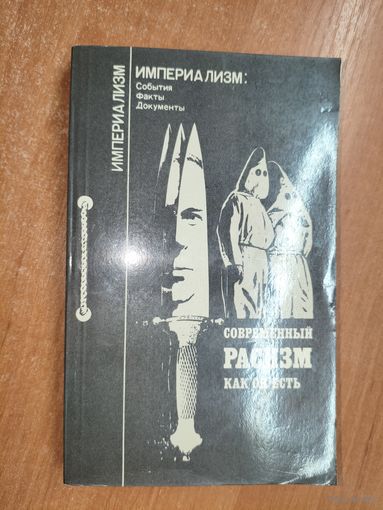 ИМПЕРИАЛИЗМ
ИМПЕРИАЛИЗМ:
События
Факты
Документы
СОВРЕМЕННЫЙ
РАСИЗМ
КАК ОН ЕСТЬ